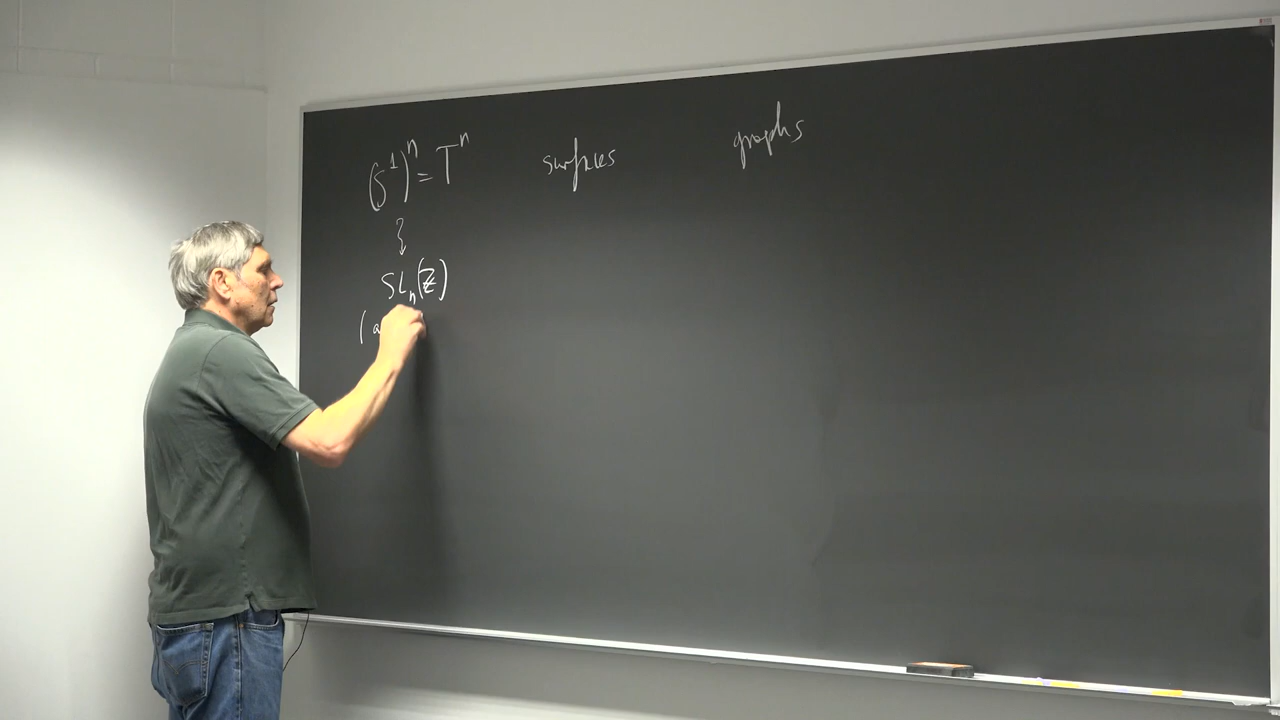 (S¹)ⁿ = Tⁿ surfaces graphs
SLₙ(ℤ)
(a